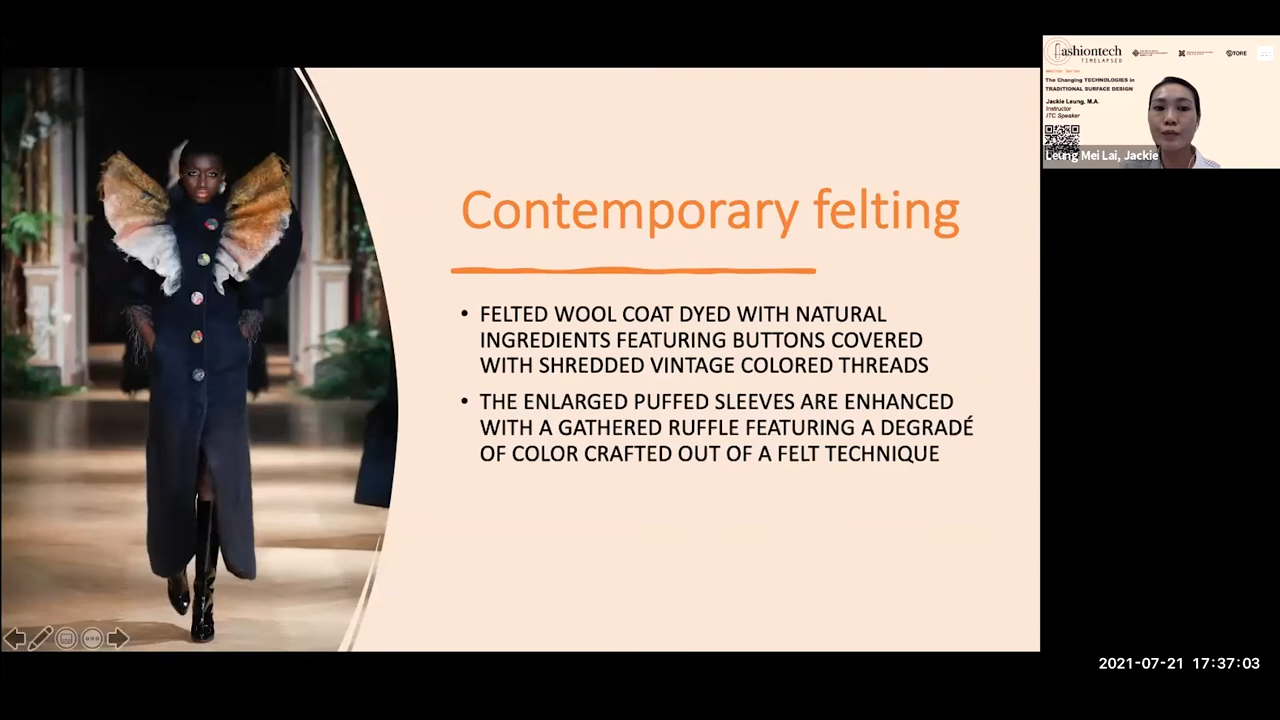 Contemporary felting
• FELTED WOOL COAT DYED WITH NATURAL
INGREDIENTS FEATURING BUTTONS COVERED
WITH SHREDDED VINTAGE COLORED THREADS
• THE ENLARGED PUFFED SLEEVES ARE ENHANCED
WITH A GATHERED RUFFLE FEATURING A DEGRADÉ
OF COLOR CRAFTED OUT OF A FELT TECHNIQUE
fashiontech
TIMELAPSED
STORE
The Changing TECHNOLOGIES in
TRADITIONAL SURFACE DESIGN
Jackie Leung, M.A.
Instructor
ITC Speaker
Leung Mei Lai, Jackie
2021-07-21 17:37:03